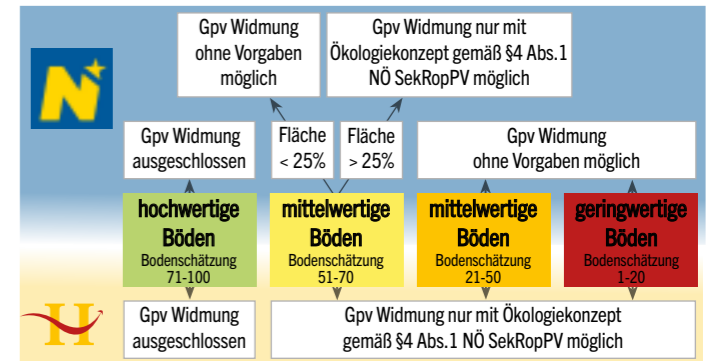 Gpv Widmung
ohne Vorgaben
möglich
Gpv Widmung nur mit
Ökologiekonzept gemäß §4 Abs.1
NÖ SekRopPV möglich
N
Gpv Widmung
ausgeschlossen
Fläche
< 25%
Fläche
> 25%
Gpv Widmung
ohne Vorgaben möglich
hochwertige
Böden
Bodenschätzung
71-100
mittelwertige
Böden
Bodenschätzung
51-70
mittelwertige
Böden
Bodenschätzung
21-50
geringwertige
Böden
Bodenschätzung
1-20
H
Gpv Widmung
ausgeschlossen
Gpv Widmung nur mit Ökologiekonzept
gemäß §4 Abs.1 NÖ SekRopPV möglich